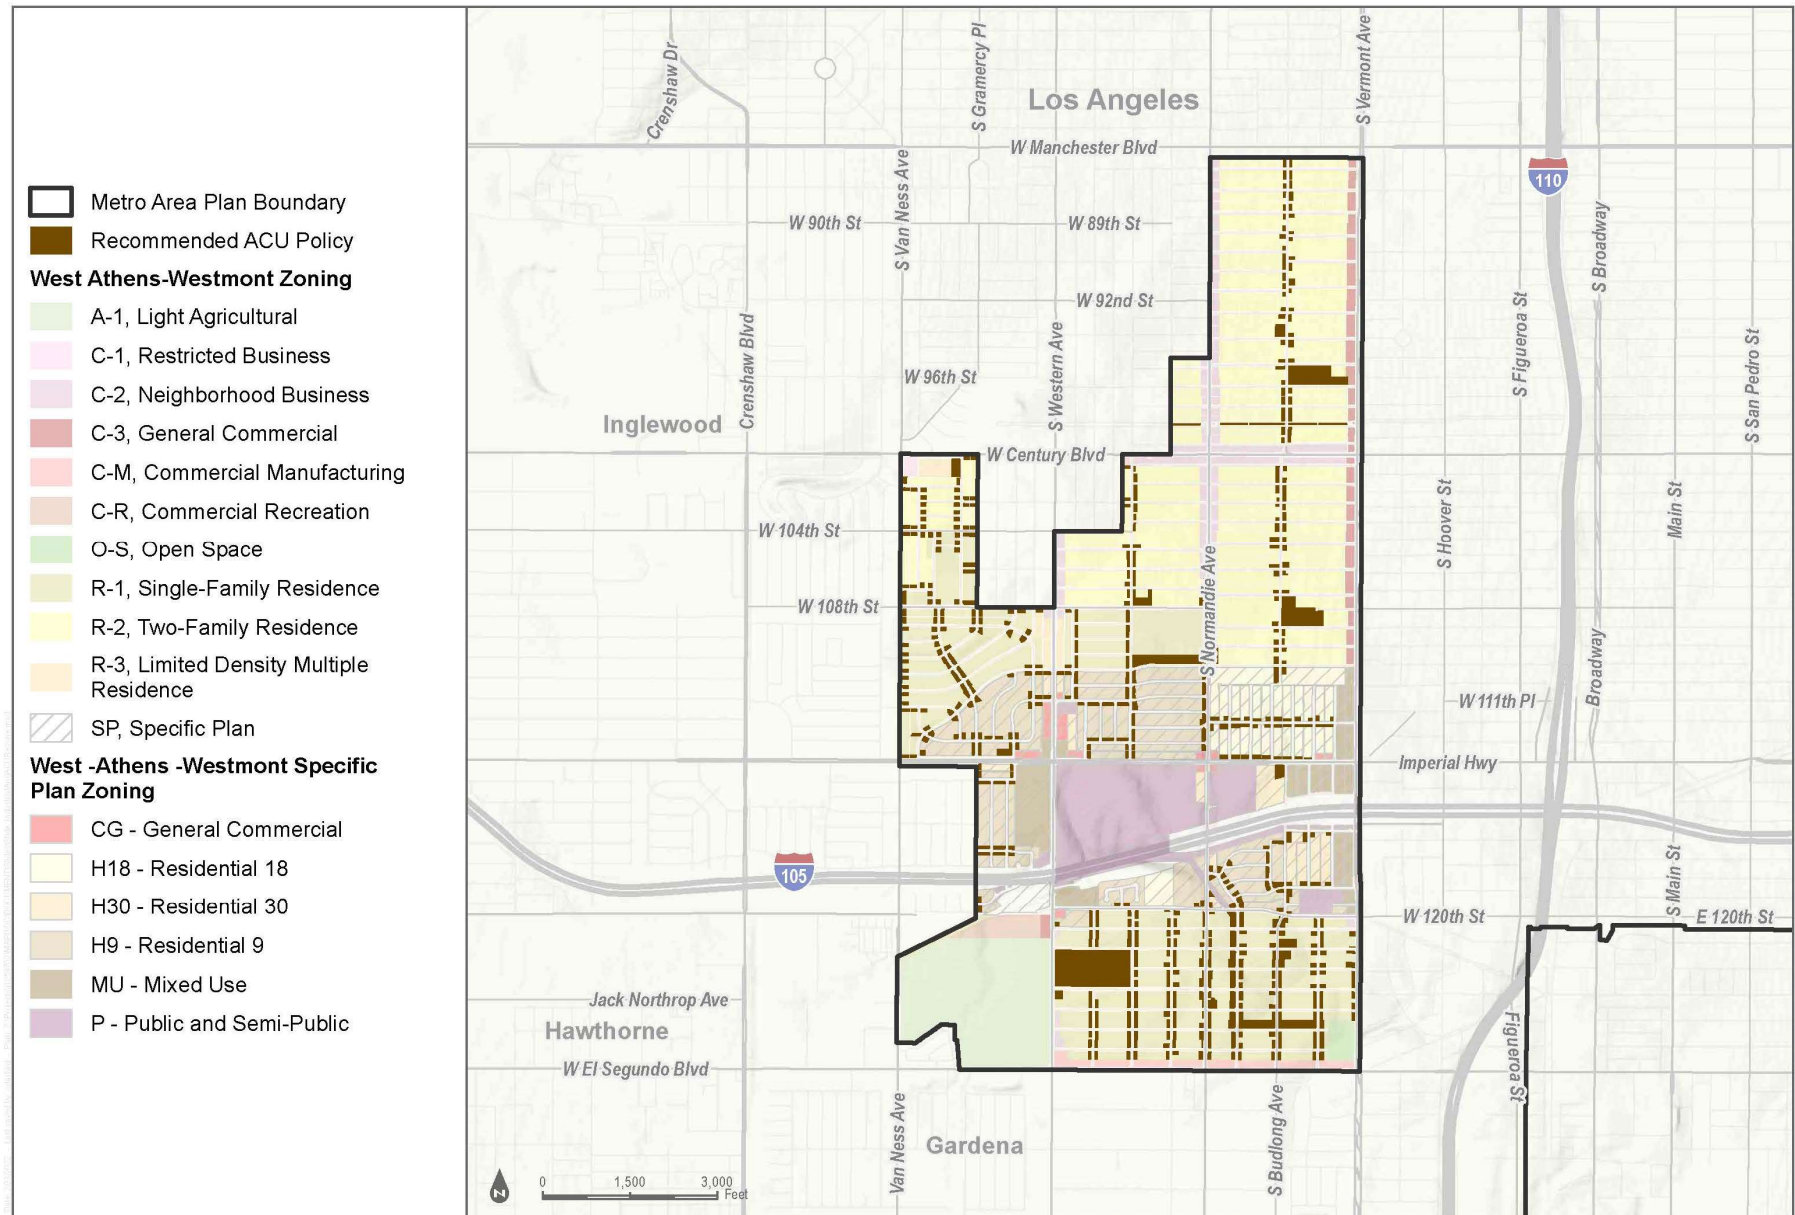 Metro Area Plan Boundary
Recommended ACU Policy
West Athens-Westmont Zoning
A-1, Light Agricultural
C-1, Restricted Business
C-2, Neighborhood Business
C-3, General Commercial
C-M, Commercial Manufacturing
C-R, Commercial Recreation
O-S, Open Space
R-1, Single-Family Residence
R-2, Two-Family Residence
R-3, Limited Density Multiple
Residence
SP, Specific Plan
West -Athens -Westmont Specific
Plan Zoning
CG - General Commercial
H18 - Residential 18
H30 - Residential 30
H9 - Residential 9
MU - Mixed Use
P - Public and Semi-Public
Crenshaw Dr
S Gramercy Pl
Los Angeles
S Vermont Ave
W Manchester Blvd
110
S Van Ness Ave
W 90th St
W 89th St
S Broadway
W 92nd St
Crenshaw Blvd
S Western Ave
S Figueroa St
S San Pedro St
W 96th St
Inglewood
W Century Blvd
S Hoover St
Main St
W 104th St
S Normandie Ave
W 108th St
Broadway
W 111th Pl
Imperial Hwy
105
S Main St
W 120th St
E 120th St
Jack Northrop Ave
Hawthorne
Figueroa St
W El Segundo Blvd
Van Ness Ave
S Budlong Ave
Gardena
Z
0 1,500 3,000
Feet